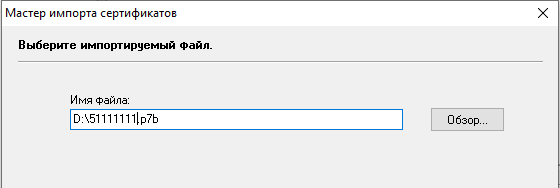 Мастер импорта сертификатов
Выберите импортируемый файл.
Имя файла:
D:\51111111.p7b
Обзор...